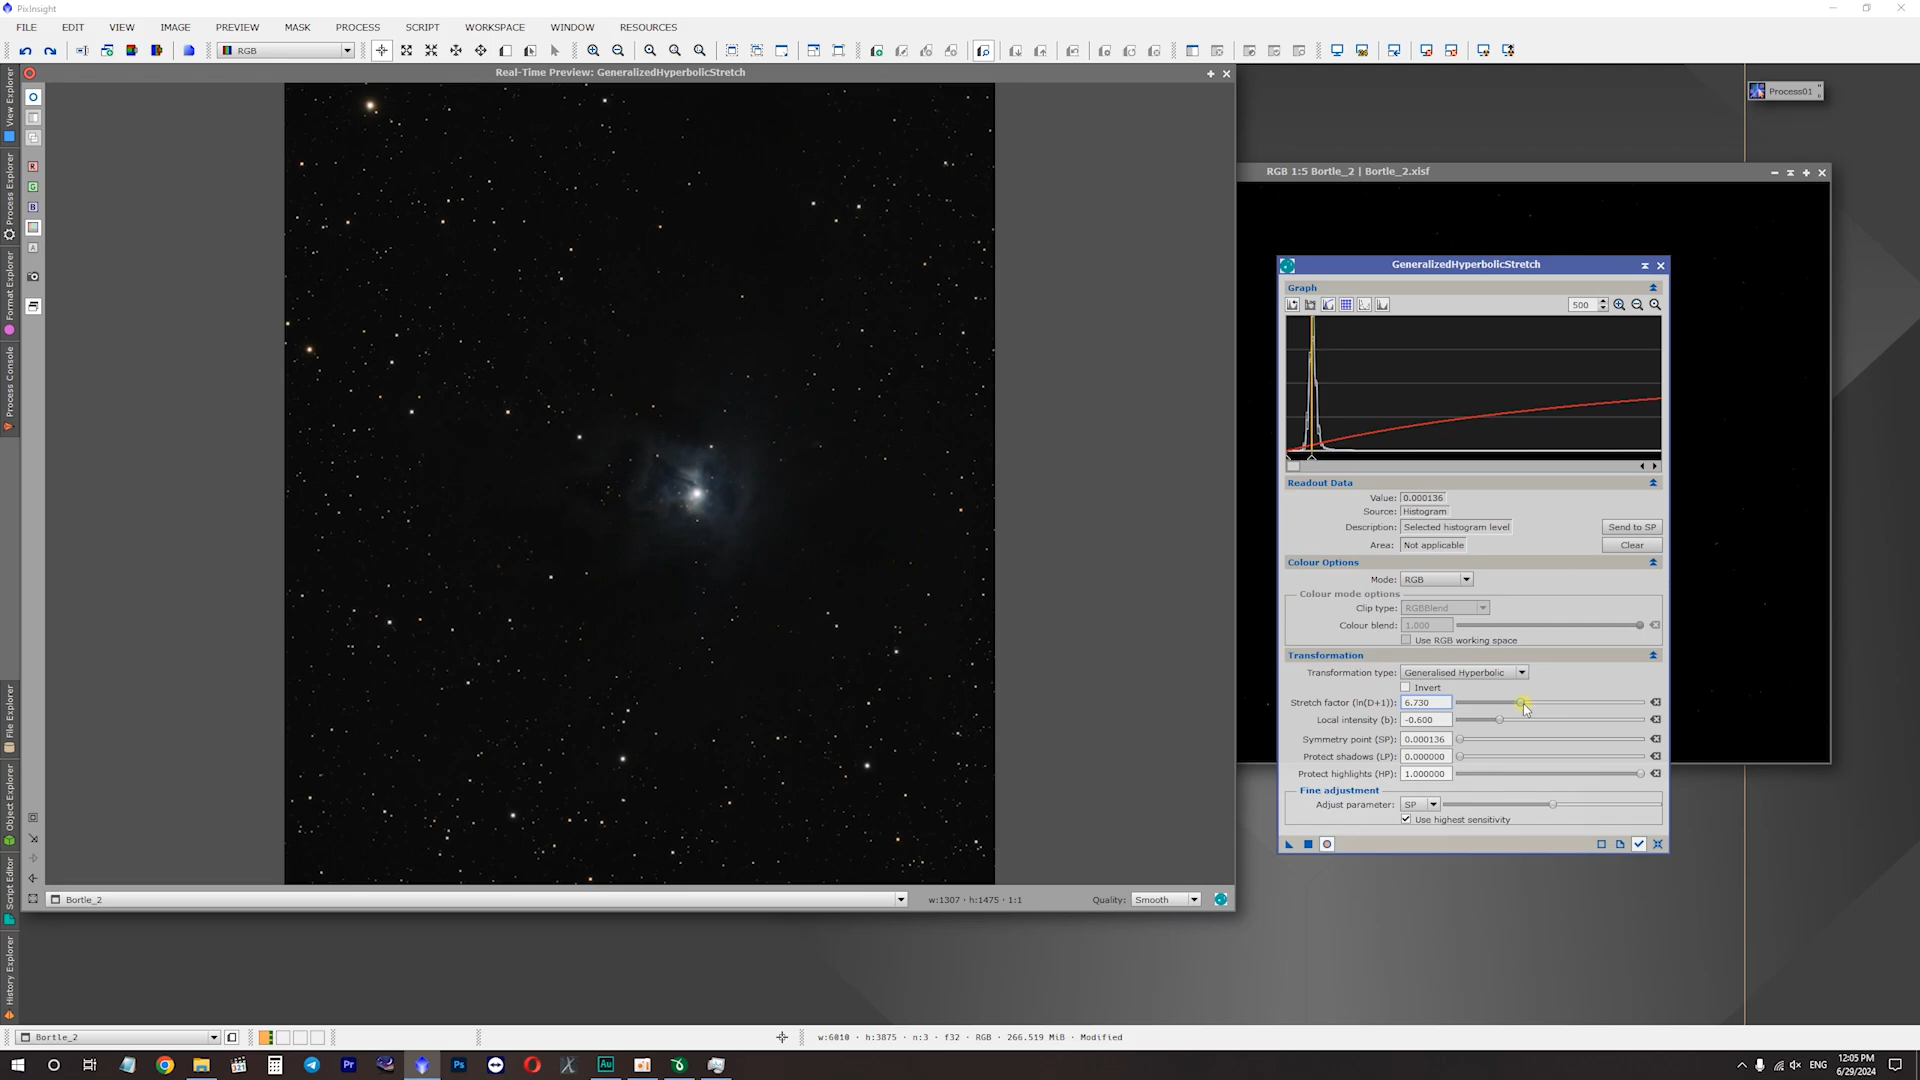 PixInsight
FILE EDIT VIEW IMAGE PROCESS SCRIPT WORKSPACE PREVIEW MASK WINDOW RESOURCES
RGB
Real-Time Preview: GeneralizedHyperbolicStretch
Process01
RGB 1:5 Bortle_2 | Bortle_2.xisf
View Explorer
Process Explorer
Format Explorer
Process Console
File Explorer
Object Explorer
Script Editor
History Explorer
R
G
B
A
GeneralizedHyperbolicStretch
Graph
500
Readout Data
Value: 0.000136
Source: Histogram
Description: Selected histogram level Send to SP
Area: Not applicable Clear
Colour Options
Mode: RGB
Colour mode options
Clip type: RGBBlend
Colour blend: 1.000
Use RGB working space
Transformation
Transformation type: Generalised Hyperbolic
Invert
Stretch factor (ln(D+1)): 6.730
Local intensity (b): -0.600
Symmetry point (SP): 0.000136
Protect shadows (LP): 0.000000
Protect highlights (HP): 1.000000
Fine adjustment
Adjust parameter: SP
Use highest sensitivity
Bortle_2 w:1307 · h:1475 · 1:1 Quality: Smooth
Bortle_2 w:6010 · h:3875 · n:3 · f32 · RGB · 266.519 MiB · Modified
Pr Ps Au ENG
12:05 PM
6/29/2024